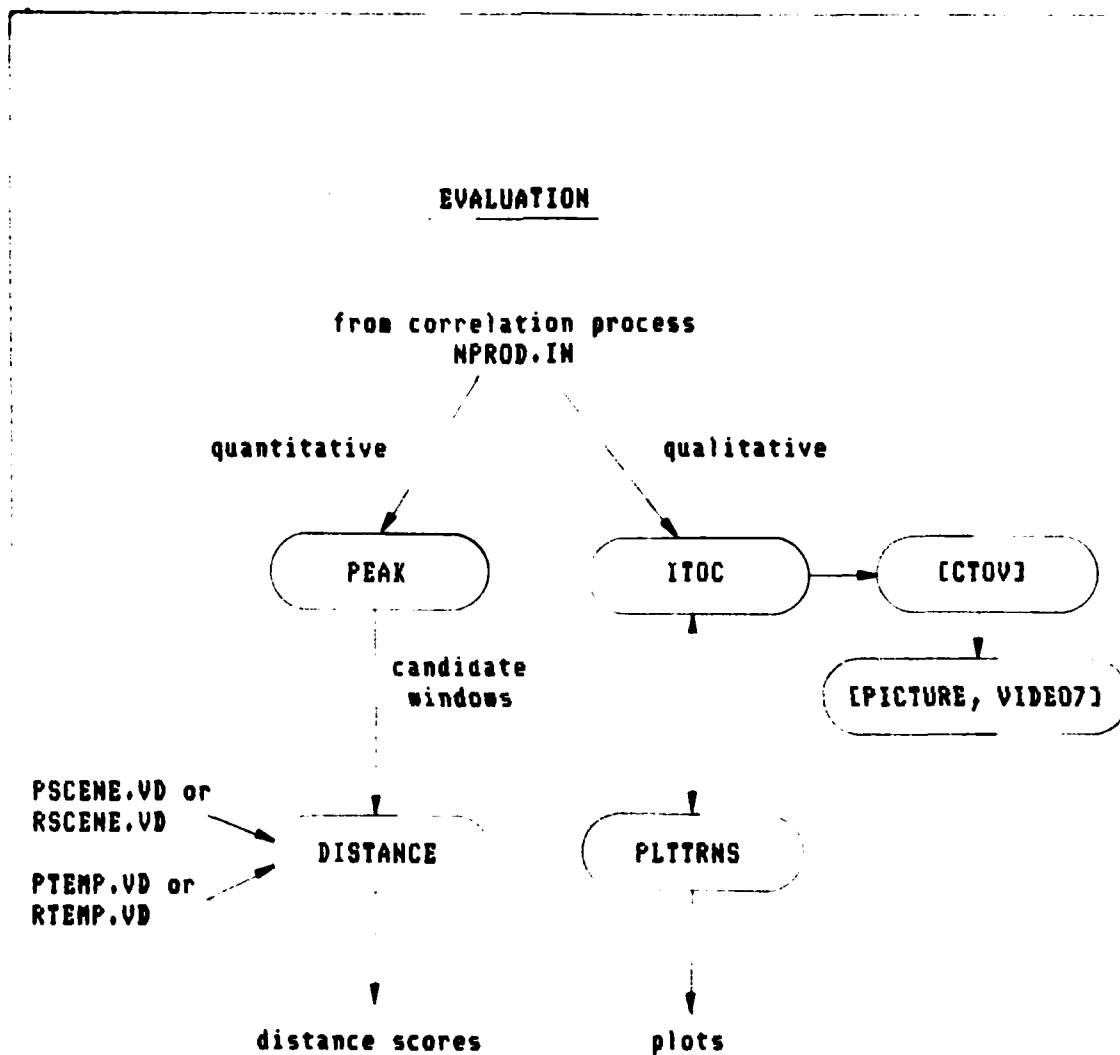 EVALUATION
from correlation process
NPROD.IN
quantitative
qualitative
PEAK
ITOC
[CTOV]
candidate
windows
[PICTURE, VIDEO7]
PSCENE.VD or
RSCENE.VD
DISTANCE
PLTTRNS
PTEMP.VD or
RTEMP.VD
distance scores
plots